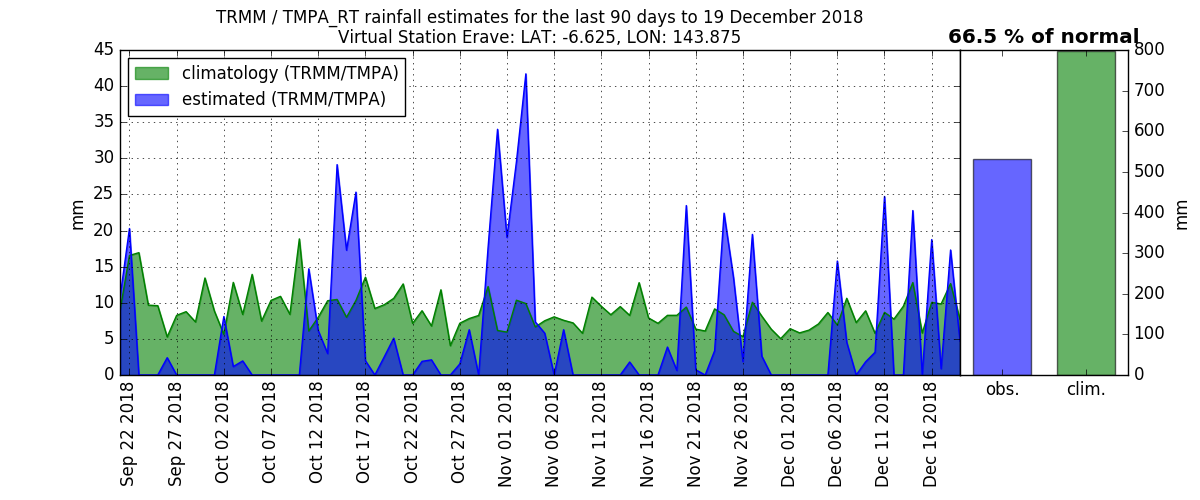 TRMM / TMPA_RT rainfall estimates for the last 90 days to 19 December 2018
Virtual Station Erave: LAT: -6.625, LON: 143.875
66.5 % of normal
climatology (TRMM/TMPA)
estimated (TRMM/TMPA)
mm
45
40
35
30
25
20
15
10
5
0
Sep 22 2018
Sep 27 2018
Oct 02 2018
Oct 07 2018
Oct 12 2018
Oct 17 2018
Oct 22 2018
Oct 27 2018
Nov 01 2018
Nov 06 2018
Nov 11 2018
Nov 16 2018
Nov 21 2018
Nov 26 2018
Dec 01 2018
Dec 06 2018
Dec 11 2018
Dec 16 2018
obs.
clim.
800
700
600
500
400
300
200
100
0
mm